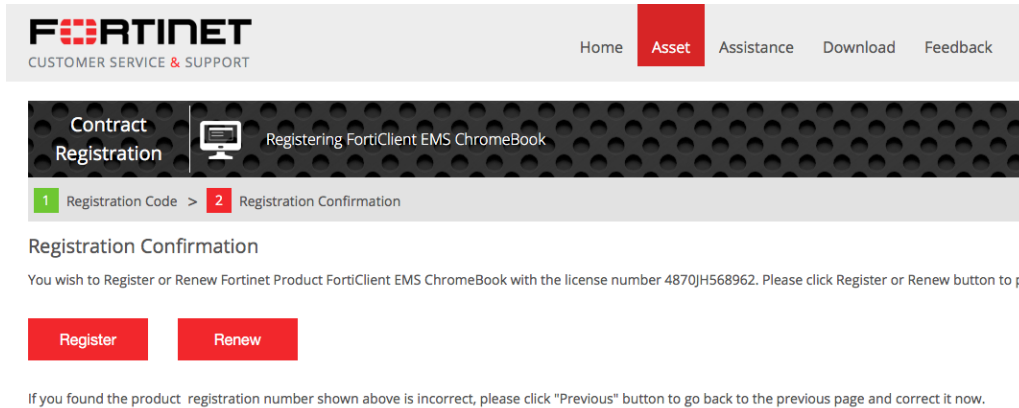 FORTINET
CUSTOMER SERVICE & SUPPORT
Home Asset Assistance Download Feedback
Contract
Registration
Registering FortiClient EMS ChromeBook
1 Registration Code > 2 Registration Confirmation
Registration Confirmation
You wish to Register or Renew Fortinet Product FortiClient EMS ChromeBook with the license number 4870JH568962. Please click Register or Renew button to
Register Renew
If you found the product registration number shown above is incorrect, please click "Previous" button to go back to the previous page and correct it now.